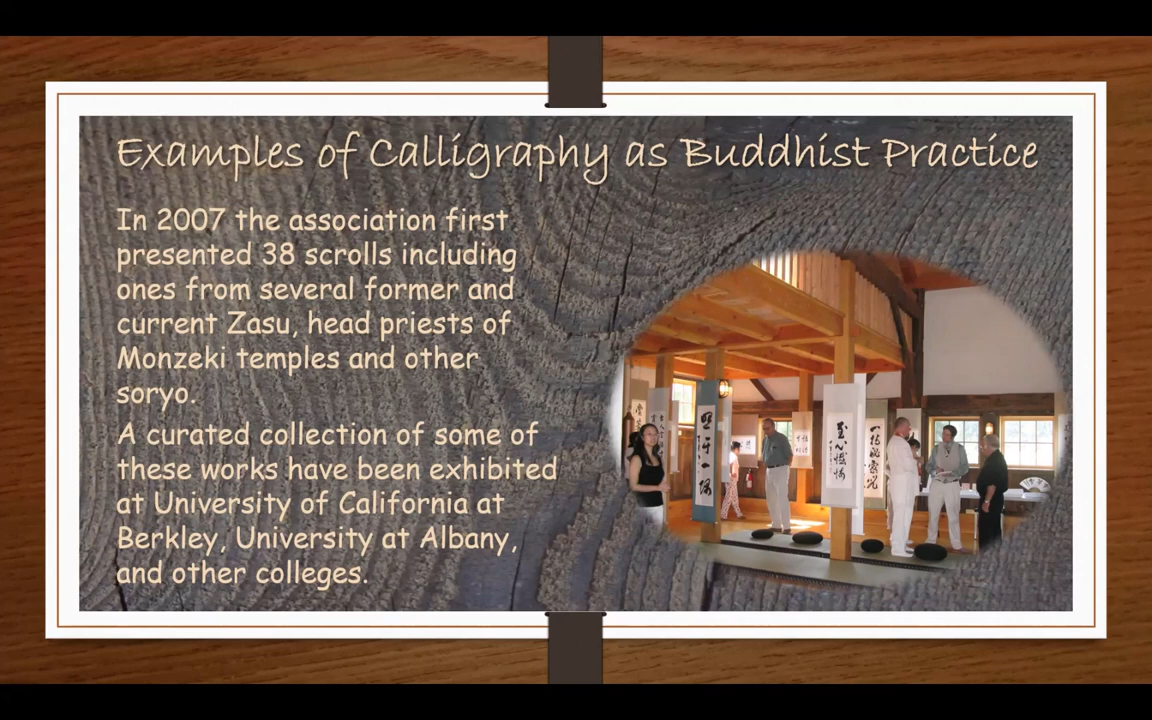 Examples of Calligraphy as Buddhist Practice
In 2007 the association first
presented 38 scrolls including
ones from several former and
current Zasu, head priests of
Monzeki temples and other
soryo.
A curated collection of some of
these works have been exhibited
at University of California at
Berkley, University at Albany,
and other colleges.